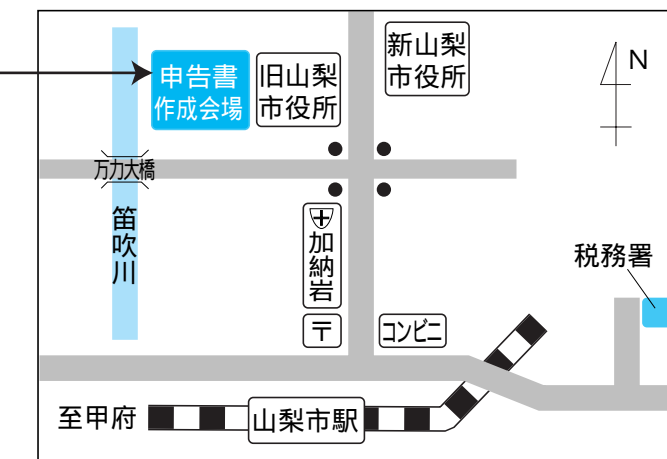 新山梨
市役所
申告書
作成会場
旧山梨
市役所
N
万力大橋
笛吹川
加納岩
税務署
〒
コンビニ
至甲府
山梨市駅